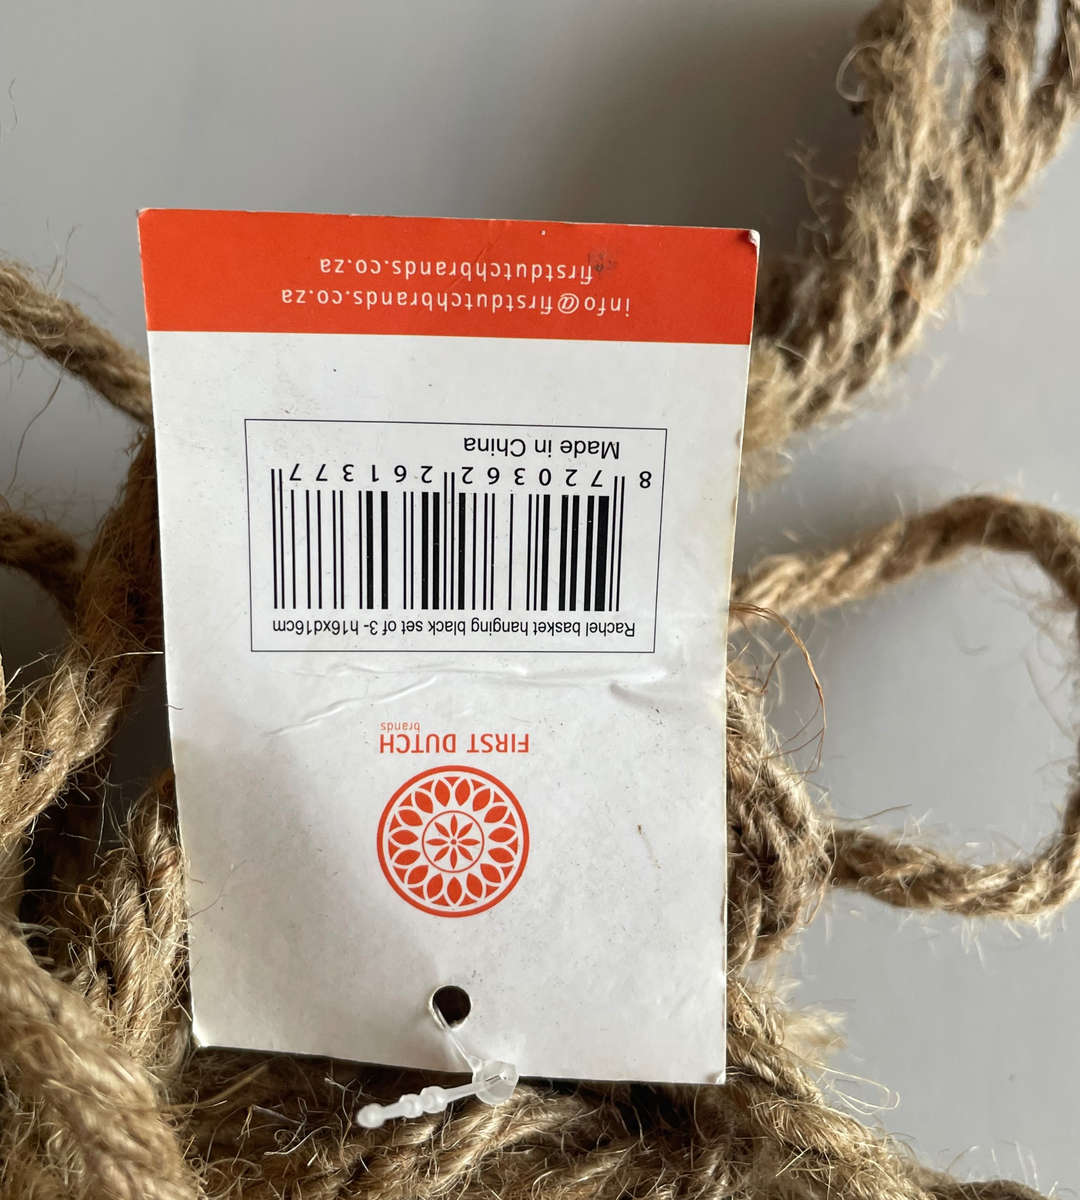 FIRST DUTCH
brands
Rachel basket hanging black set of 3- h16xd16cm
8 720362 261377
Made in China
info@firstdutchbrands.co.za
firstdutchbrands.co.za